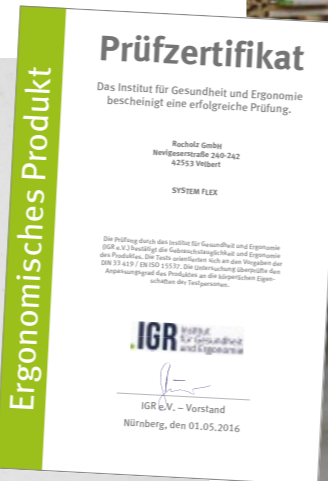 Ergonomisches Produkt
Prüfzertifikat
Das Institut für Gesundheit und Ergonomie
bescheinigt eine erfolgreiche Prüfung.
Rocholz GmbH
Nevigeserstraße 240-242
42553 Velbert
SYSTEM FLEX
Die Prüfung durch das Institut für Gesundheit und Ergonomie
(IGR e.V.) bestätigt die Gebrauchstauglichkeit und Ergonomie
des Produktes. Die Tests orientierten sich an den Vorgaben der
DIN 33 419 / EN ISO 15537. Die Untersuchung überprüfte den
Anpassungsgrad des Produktes an die körperlichen Eigen-
schaften der Testpersonen.
IGR Institut
für Gesundheit
und Ergonomie
IGR e.V. – Vorstand
Nürnberg, den 01.05.2016